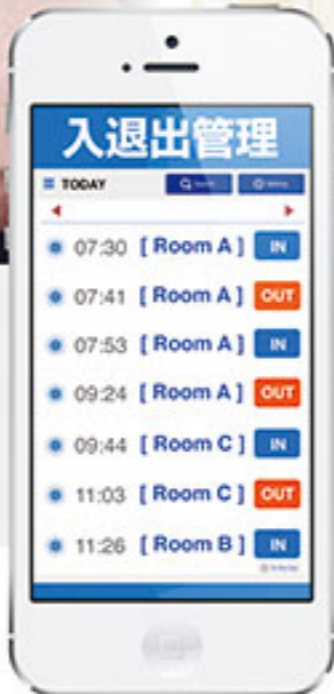 入退出管理
TODAY
07:30 [ Room A ] IN
07:41 [ Room A ] OUT
07:53 [ Room A ] IN
09:24 [ Room A ] OUT
09:44 [ Room C ] IN
11:03 [ Room C ] OUT
11:26 [ Room B ] IN